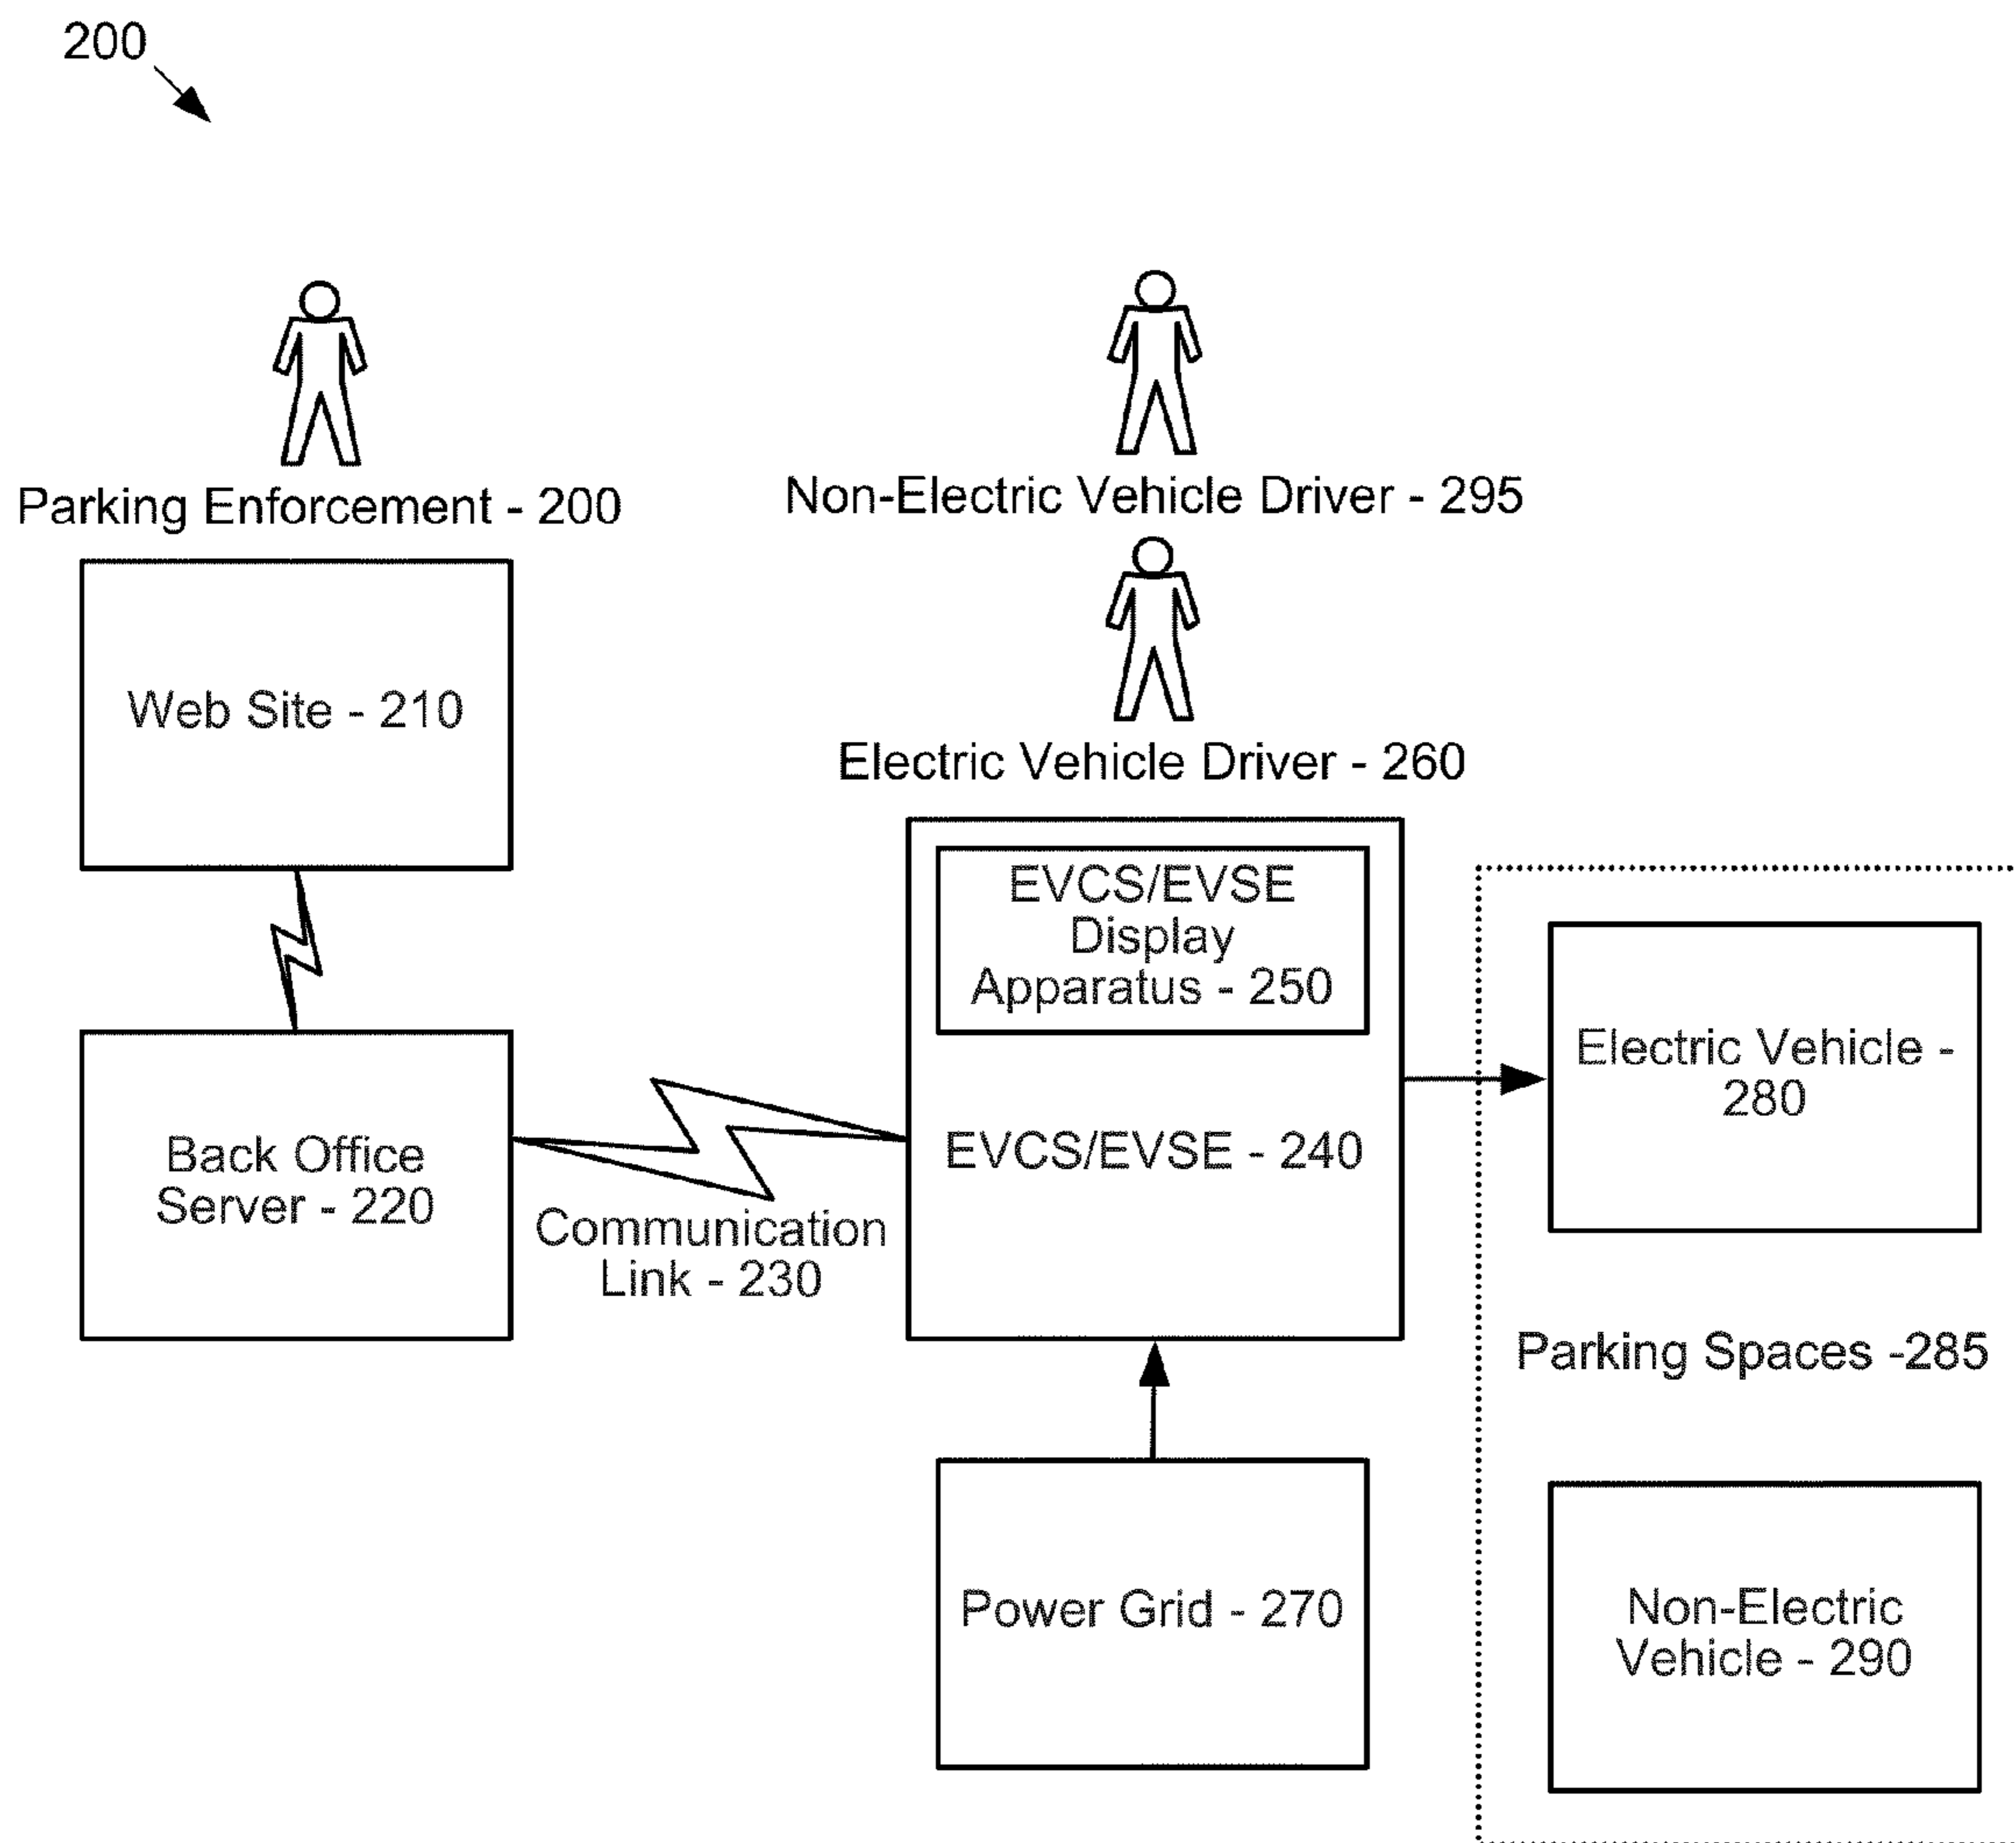 200
Parking Enforcement - 200
Non-Electric Vehicle Driver - 295
Web Site - 210
Electric Vehicle Driver - 260
EVCS/EVSE
Display
Apparatus - 250
Back Office
Server - 220
Communication
Link - 230
EVCS/EVSE - 240
Electric Vehicle -
280
Parking Spaces -285
Power Grid - 270
Non-Electric
Vehicle - 290